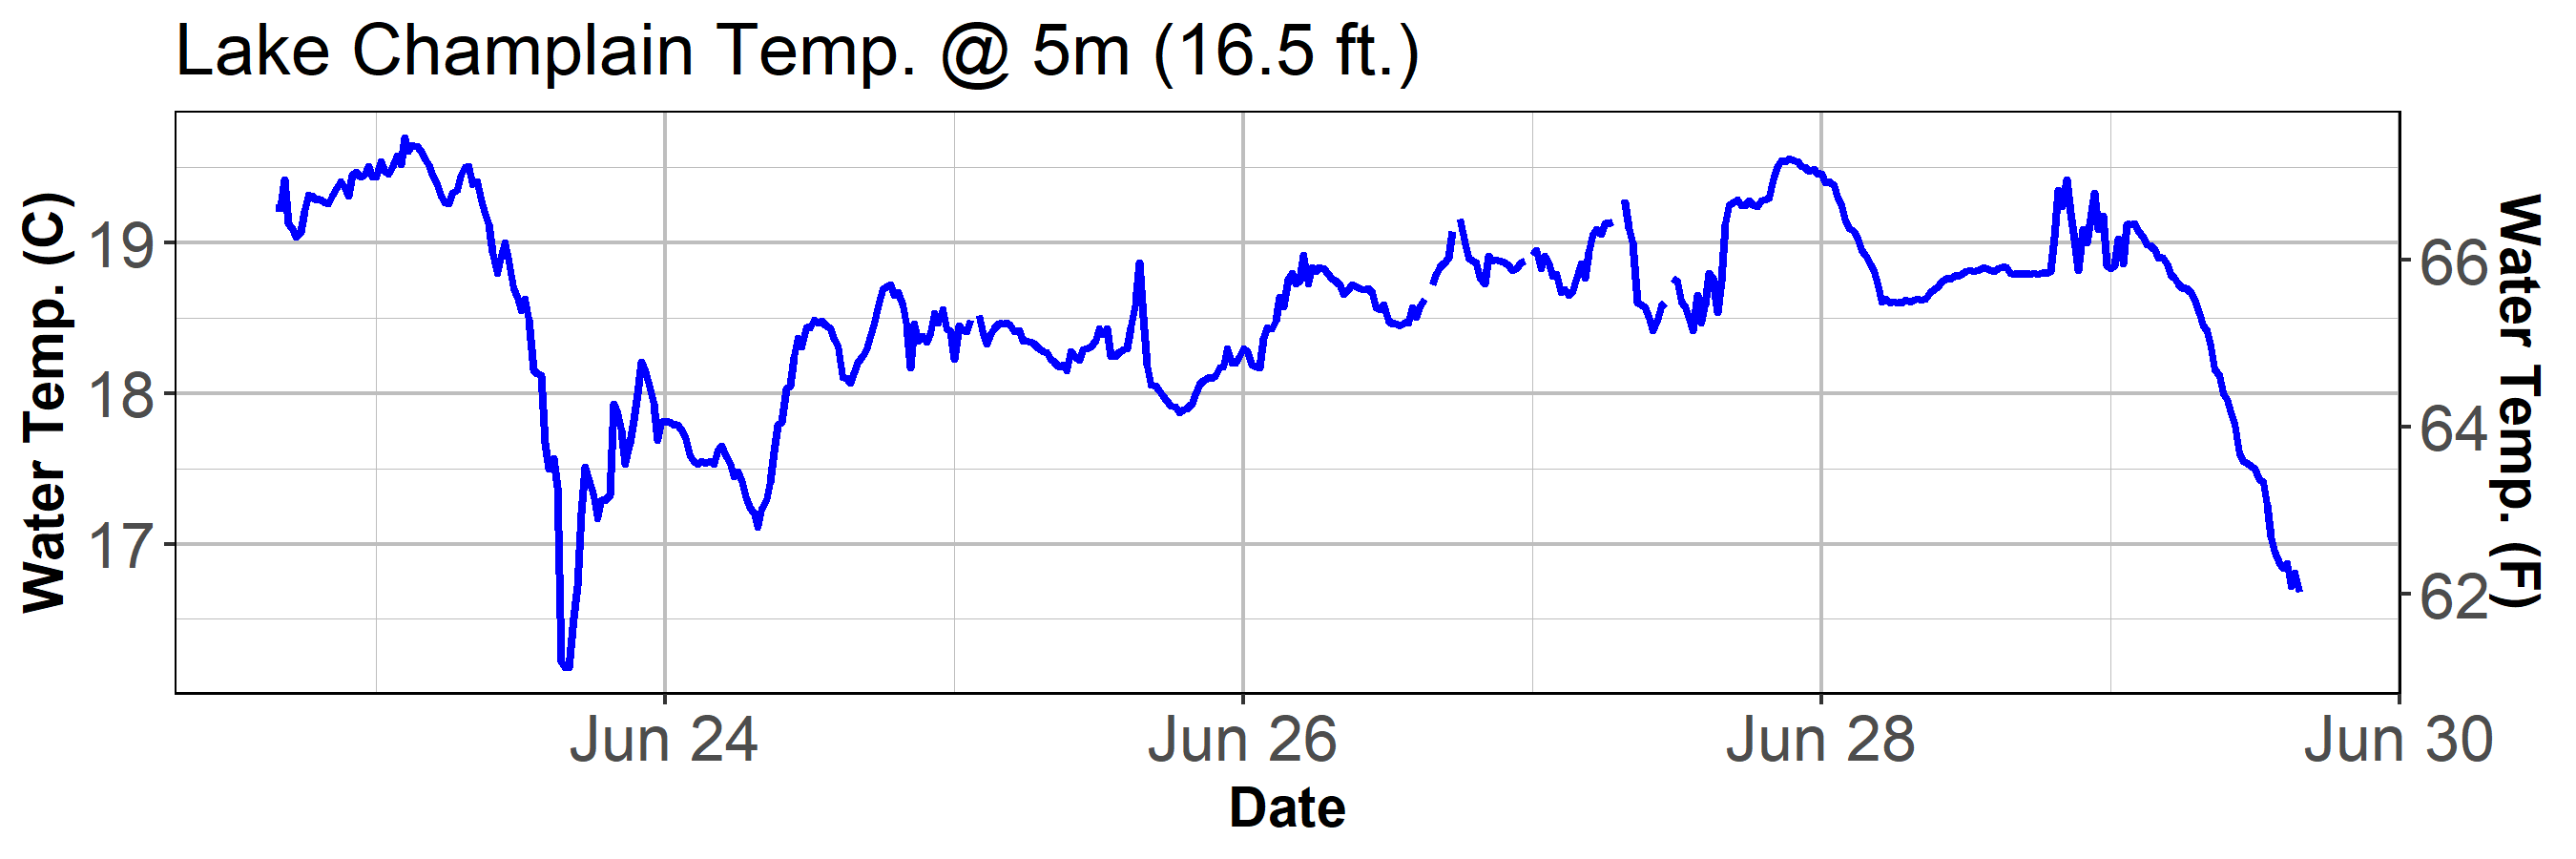 Lake Champlain Temp. @ 5m (16.5 ft.)
Water Temp. (C)
19
18
17
66
64
62
Water Temp. (F)
Jun 24 Jun 26 Jun 28 Jun 30
Date